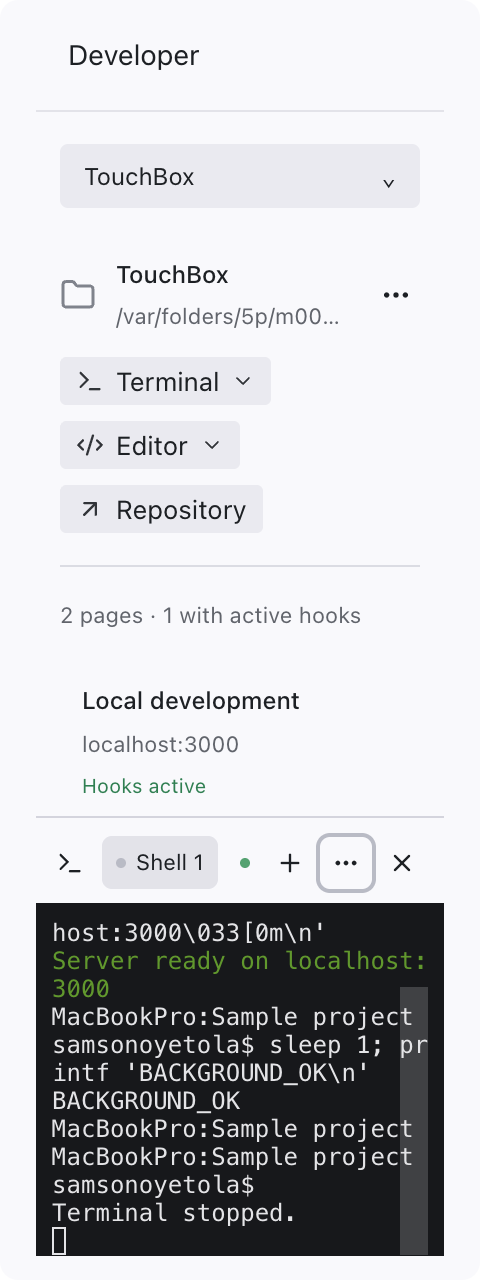 Developer
TouchBox
TouchBox
/var/folders/5p/m00...
Terminal
Editor
Repository
2 pages · 1 with active hooks
Local development
localhost:3000
Hooks active
Shell 1
host:3000\033[0m\n'
Server ready on localhost:
3000
MacBookPro:Sample project
samsonoyetola$ sleep 1; pr
intf 'BACKGROUND_OK\n'
BACKGROUND_OK
MacBookPro:Sample project
MacBookPro:Sample project
samsonoyetola$
Terminal stopped.